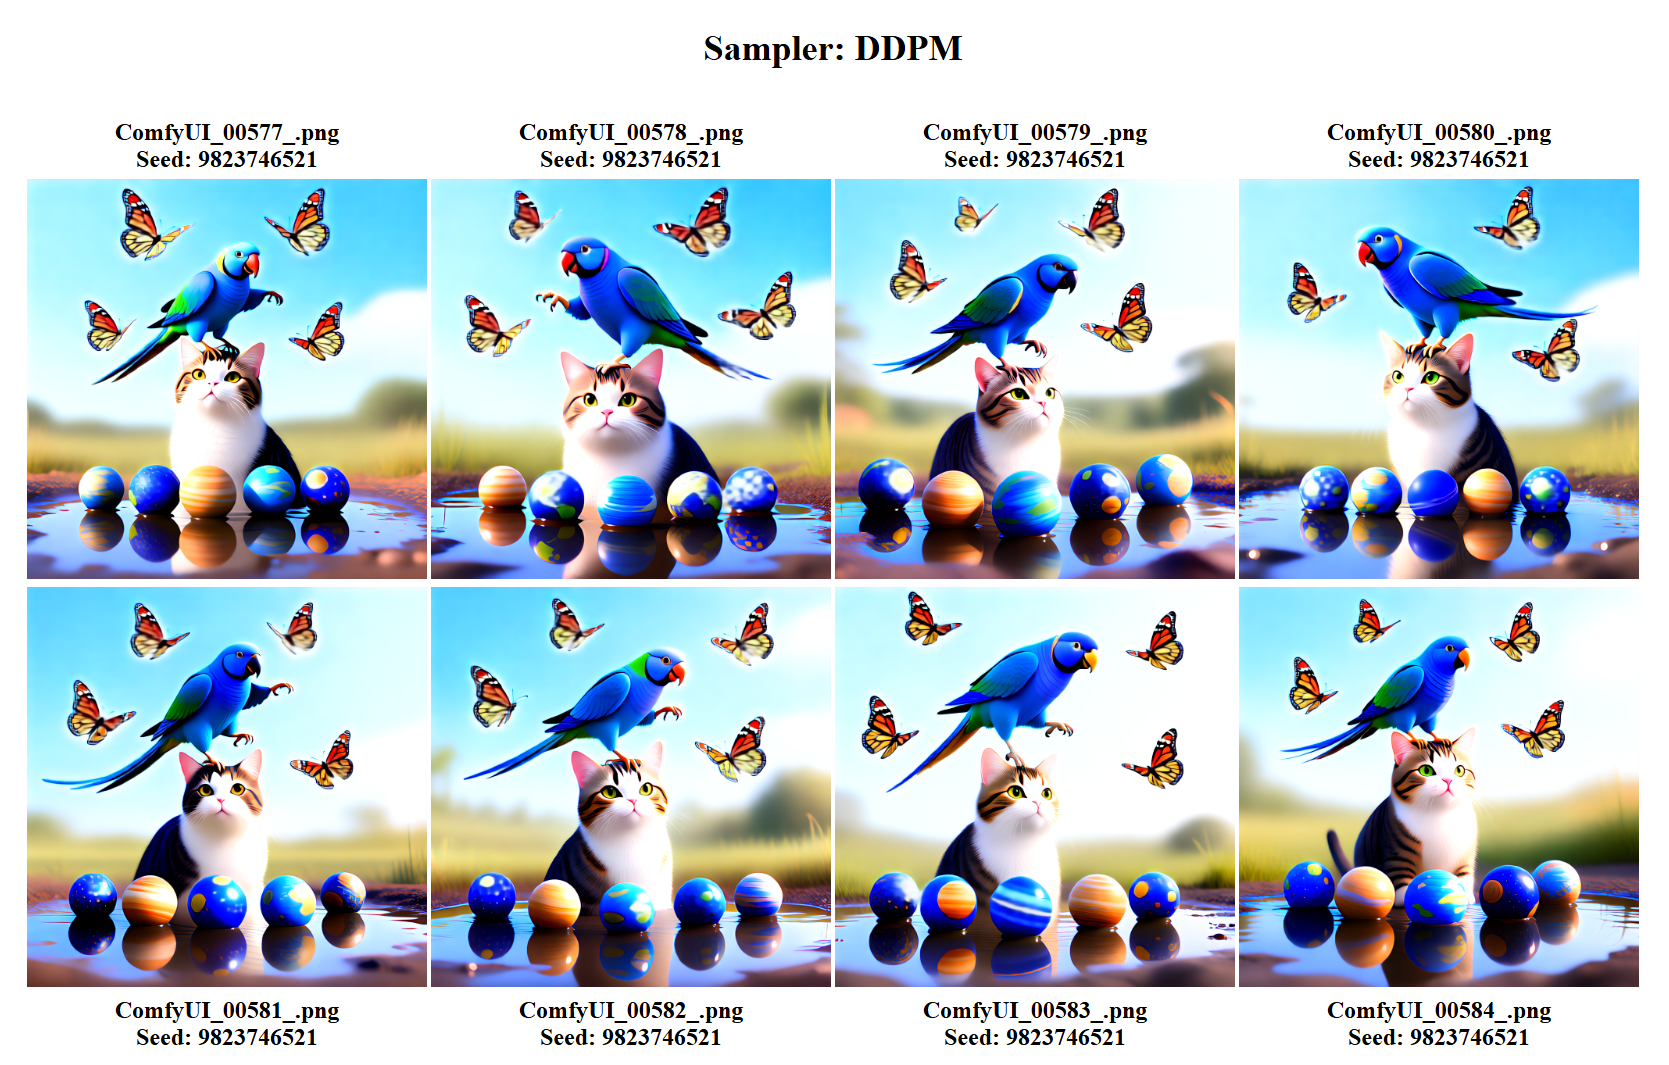 Sampler: DDPM
ComfyUI_00577_.png
Seed: 9823746521
ComfyUI_00578_.png
Seed: 9823746521
ComfyUI_00579_.png
Seed: 9823746521
ComfyUI_00580_.png
Seed: 9823746521
ComfyUI_00581_.png
Seed: 9823746521
ComfyUI_00582_.png
Seed: 9823746521
ComfyUI_00583_.png
Seed: 9823746521
ComfyUI_00584_.png
Seed: 9823746521